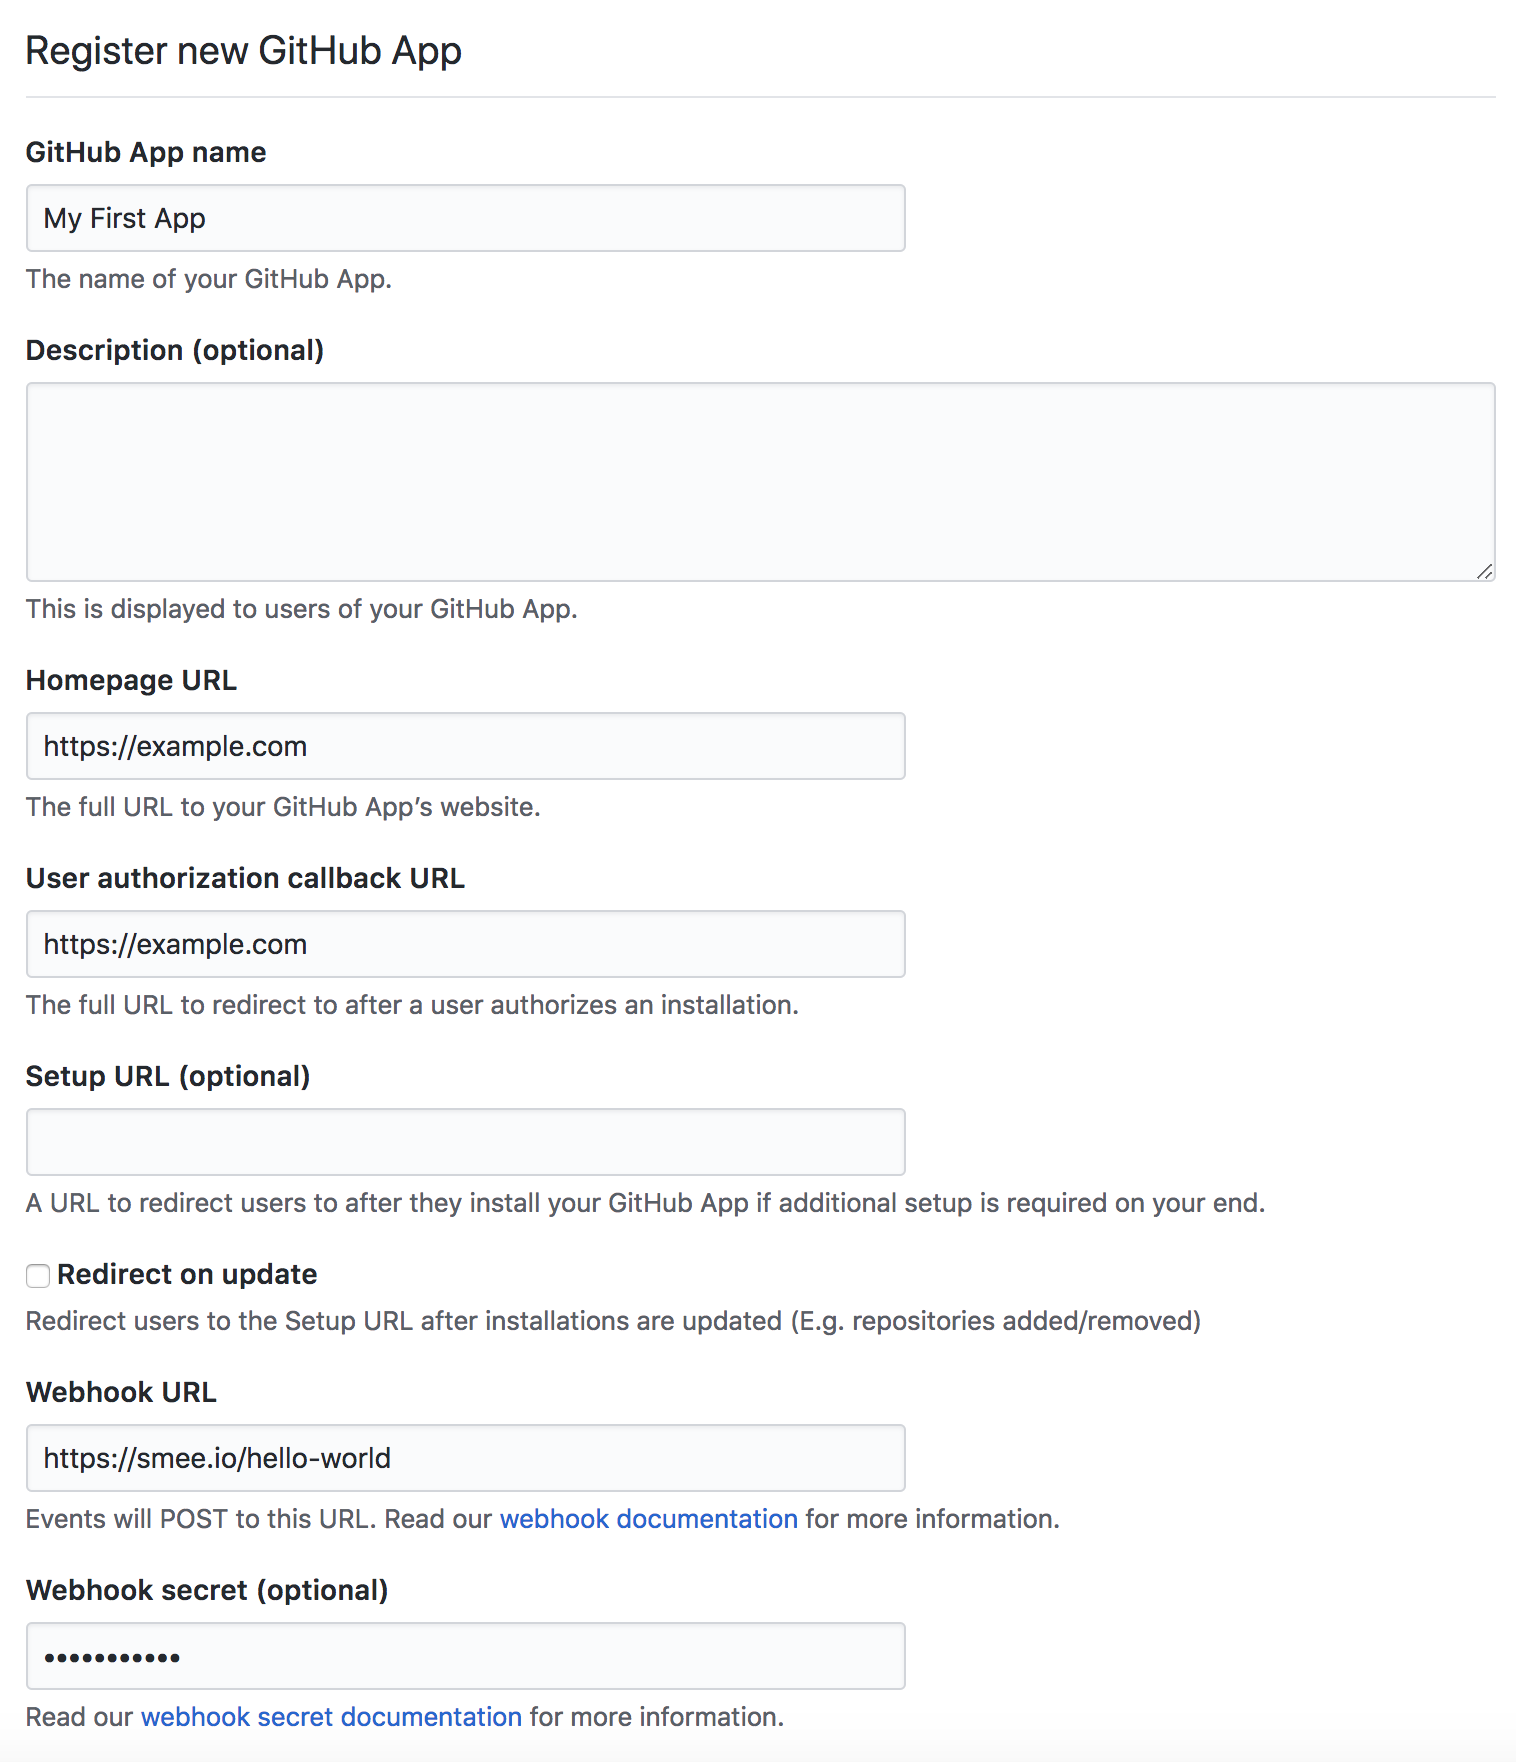 Register new GitHub App
GitHub App name
My First App
The name of your GitHub App.
Description (optional)
This is displayed to users of your GitHub App.
Homepage URL
https://example.com
The full URL to your GitHub App’s website.
User authorization callback URL
https://example.com
The full URL to redirect to after a user authorizes an installation.
Setup URL (optional)
A URL to redirect users to after they install your GitHub App if additional setup is required on your end.
Redirect on update
Redirect users to the Setup URL after installations are updated (E.g. repositories added/removed)
Webhook URL
https://smee.io/hello-world
Events will POST to this URL. Read our webhook documentation for more information.
Webhook secret (optional)
•••••••••••
Read our webhook secret documentation for more information.